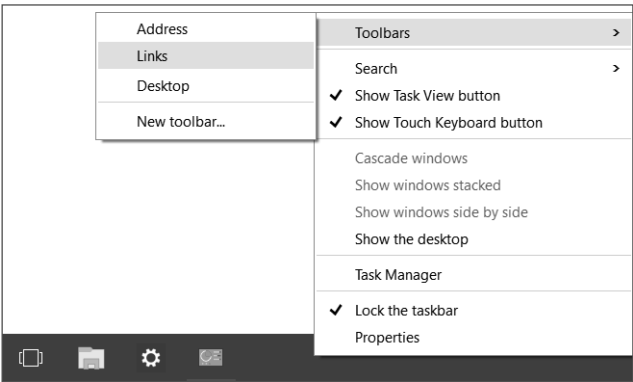 Address
Links
Desktop
New toolbar...
Toolbars
Search
Show Task View button
Show Touch Keyboard button
Cascade windows
Show windows stacked
Show windows side by side
Show the desktop
Task Manager
Lock the taskbar
Properties